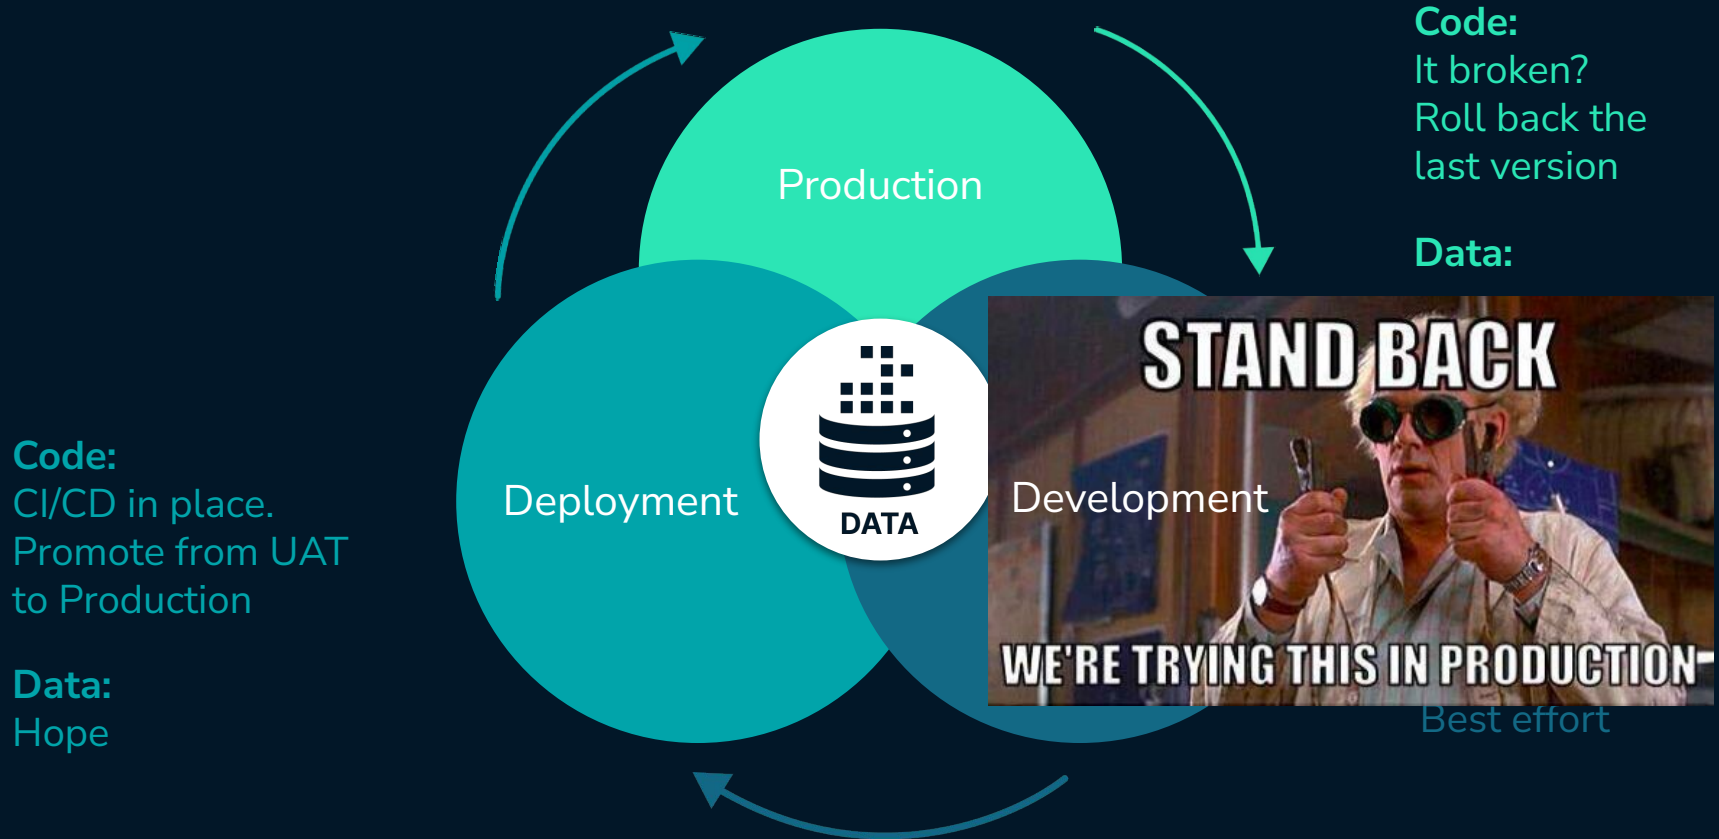 Code:
It broken?
Roll back the
last version
Data:
Production
STAND BACK
WE'RE TRYING THIS IN PRODUCTION
Development
Best effort
DATA
Deployment
Code:
CI/CD in place.
Promote from UAT
to Production
Data:
Hope